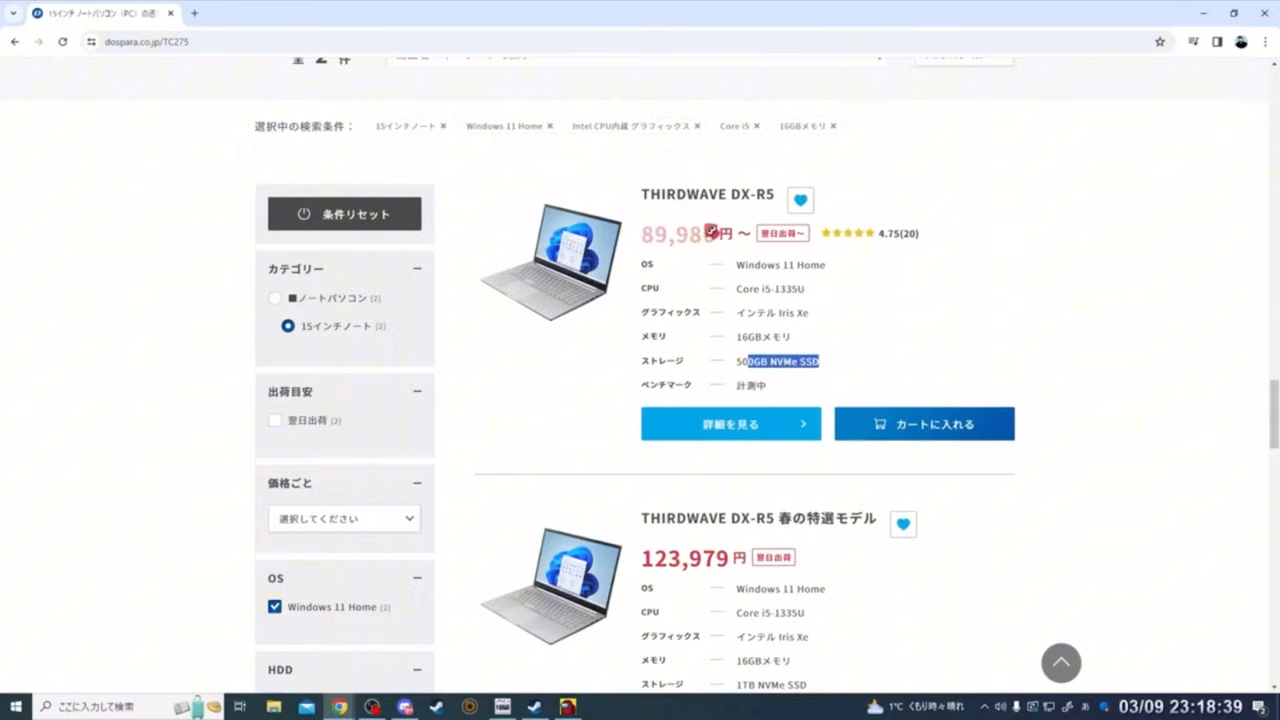 15インチ ノートパソコン（PC）の通
dospara.co.jp/TC275
選択中の検索条件：
15インチノート ×
Windows 11 Home ×
Intel CPU内蔵 グラフィックス ×
Core i5 ×
16GBメモリ ×
条件リセット
カテゴリー
■ノートパソコン (2)
15インチノート (2)
出荷目安
翌日出荷 (2)
価格ごと
選択してください
OS
Windows 11 Home (2)
HDD
THIRDWAVE DX-R5
89,98 円 ～ 翌日出荷～ ★★★★★ 4.75(20)
OS Windows 11 Home
CPU Core i5-1335U
グラフィックス インテル Iris Xe
メモリ 16GBメモリ
ストレージ 500GB NVMe SSD
ベンチマーク 計測中
詳細を見る
カートに入れる
THIRDWAVE DX-R5 春の特選モデル
123,979 円 翌日出荷
OS Windows 11 Home
CPU Core i5-1335U
グラフィックス インテル Iris Xe
メモリ 16GBメモリ
ストレージ 1TB NVMe SSD
ここに入力して検索
1°C くもり時々晴れ
あ
03/09 23:18:39